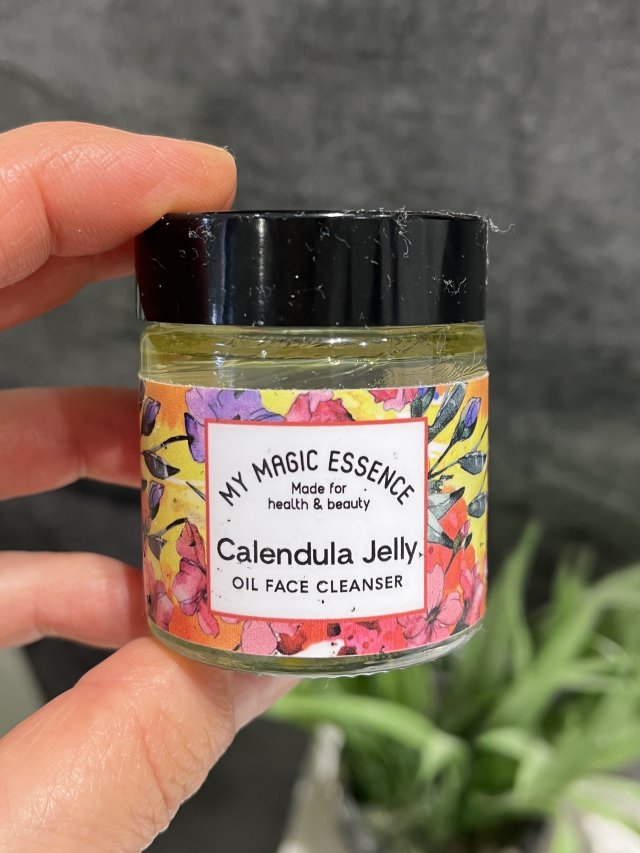 MY MAGIC ESSENCE
Made for
health & beauty
Calendula Jelly
OIL FACE CLEANSER